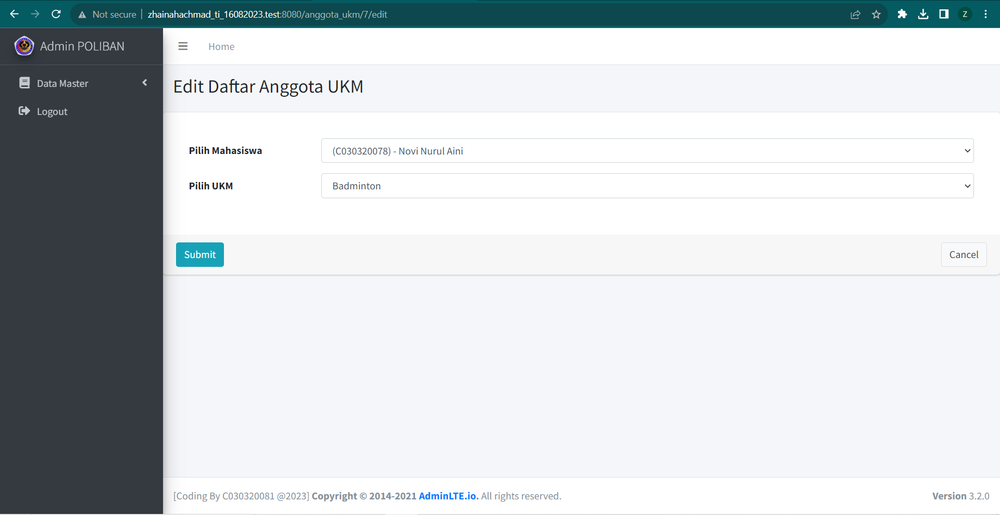 Not secure | zhainahachmad_ti_16082023.test:8080/anggota_ukm/7/edit
Z
Admin POLIBAN
Home
Data Master
Logout
Edit Daftar Anggota UKM
Pilih Mahasiswa
(C030320078) - Novi Nurul Aini
Pilih UKM
Badminton
Submit
Cancel
[Coding By C030320081 @2023] Copyright © 2014-2021 AdminLTE.io. All rights reserved.
Version 3.2.0